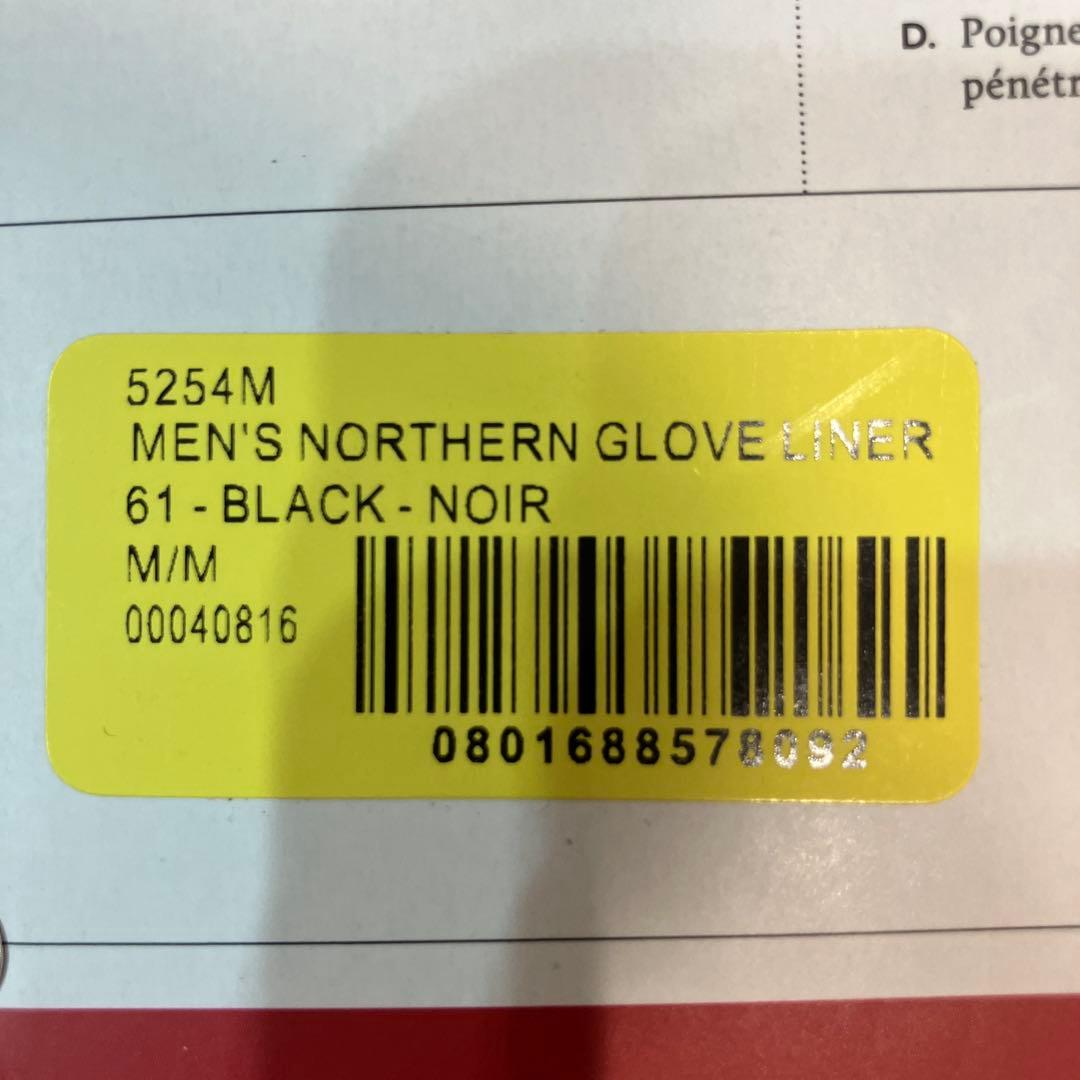 D. Poigne
pénétr
5254M
MEN'S NORTHERN GLOVE LINER
61 - BLACK - NOIR
M/M
00040816
0801688578092